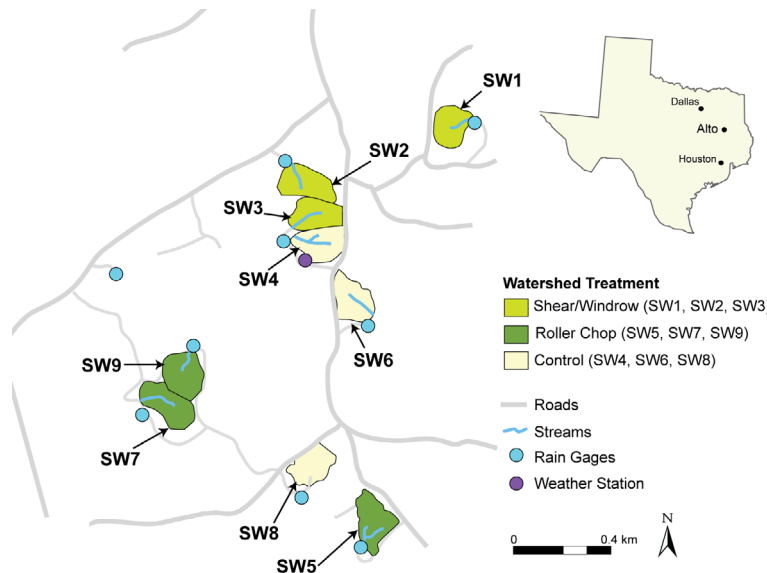 SW1
SW2
SW3
SW4
SW6
SW9
SW7
SW8
SW5
Dallas
Alto
Houston
Watershed Treatment
Shear/Windrow (SW1, SW2, SW3
Roller Chop (SW5, SW7, SW9)
Control (SW4, SW6, SW8)
Roads
Streams
Rain Gages
Weather Station
0 0.4 km
N